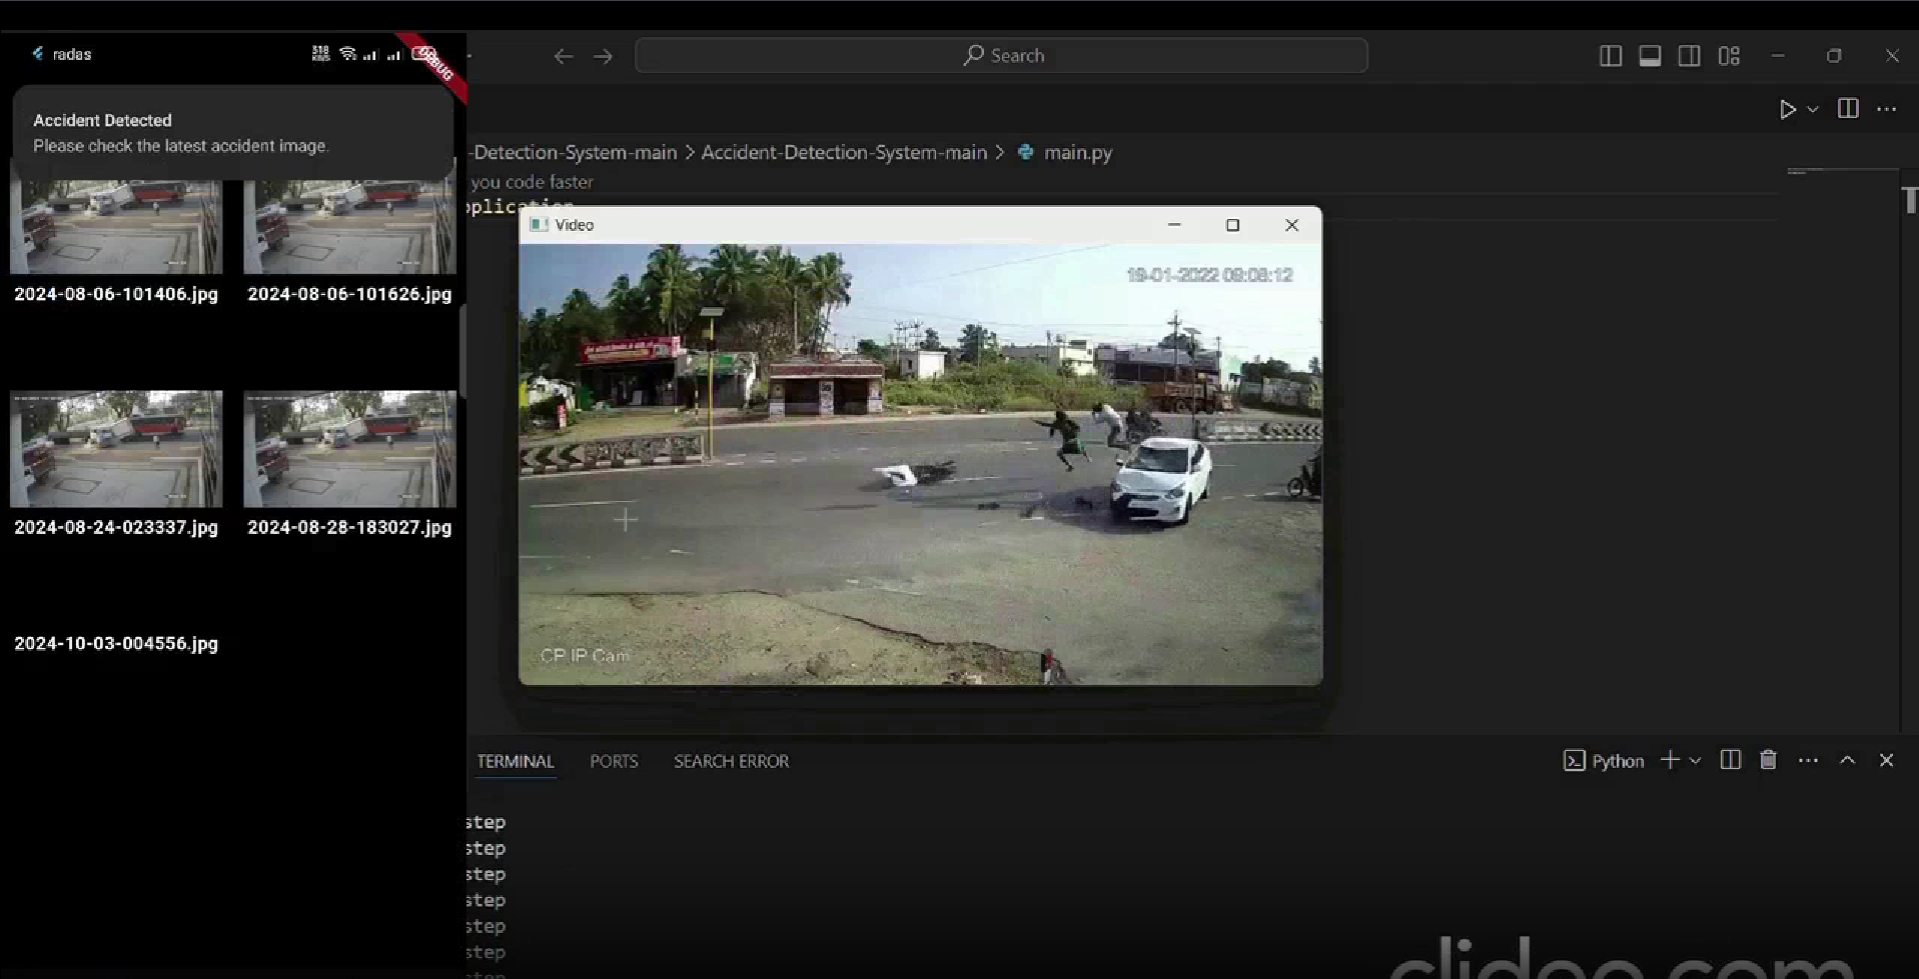 radas
DEBUG
Search
Accident Detected
Please check the latest accident image.
-Detection-System-main > Accident-Detection-System-main > main.py
you code faster
pplication
Video
19-01-2022 09:08:12
2024-08-06-101406.jpg
2024-08-06-101626.jpg
2024-08-24-023337.jpg
2024-08-28-183027.jpg
2024-10-03-004556.jpg
CP IP Cam
TERMINAL
PORTS
SEARCH ERROR
Python
step
step
step
step
step
step
step
clideo.com